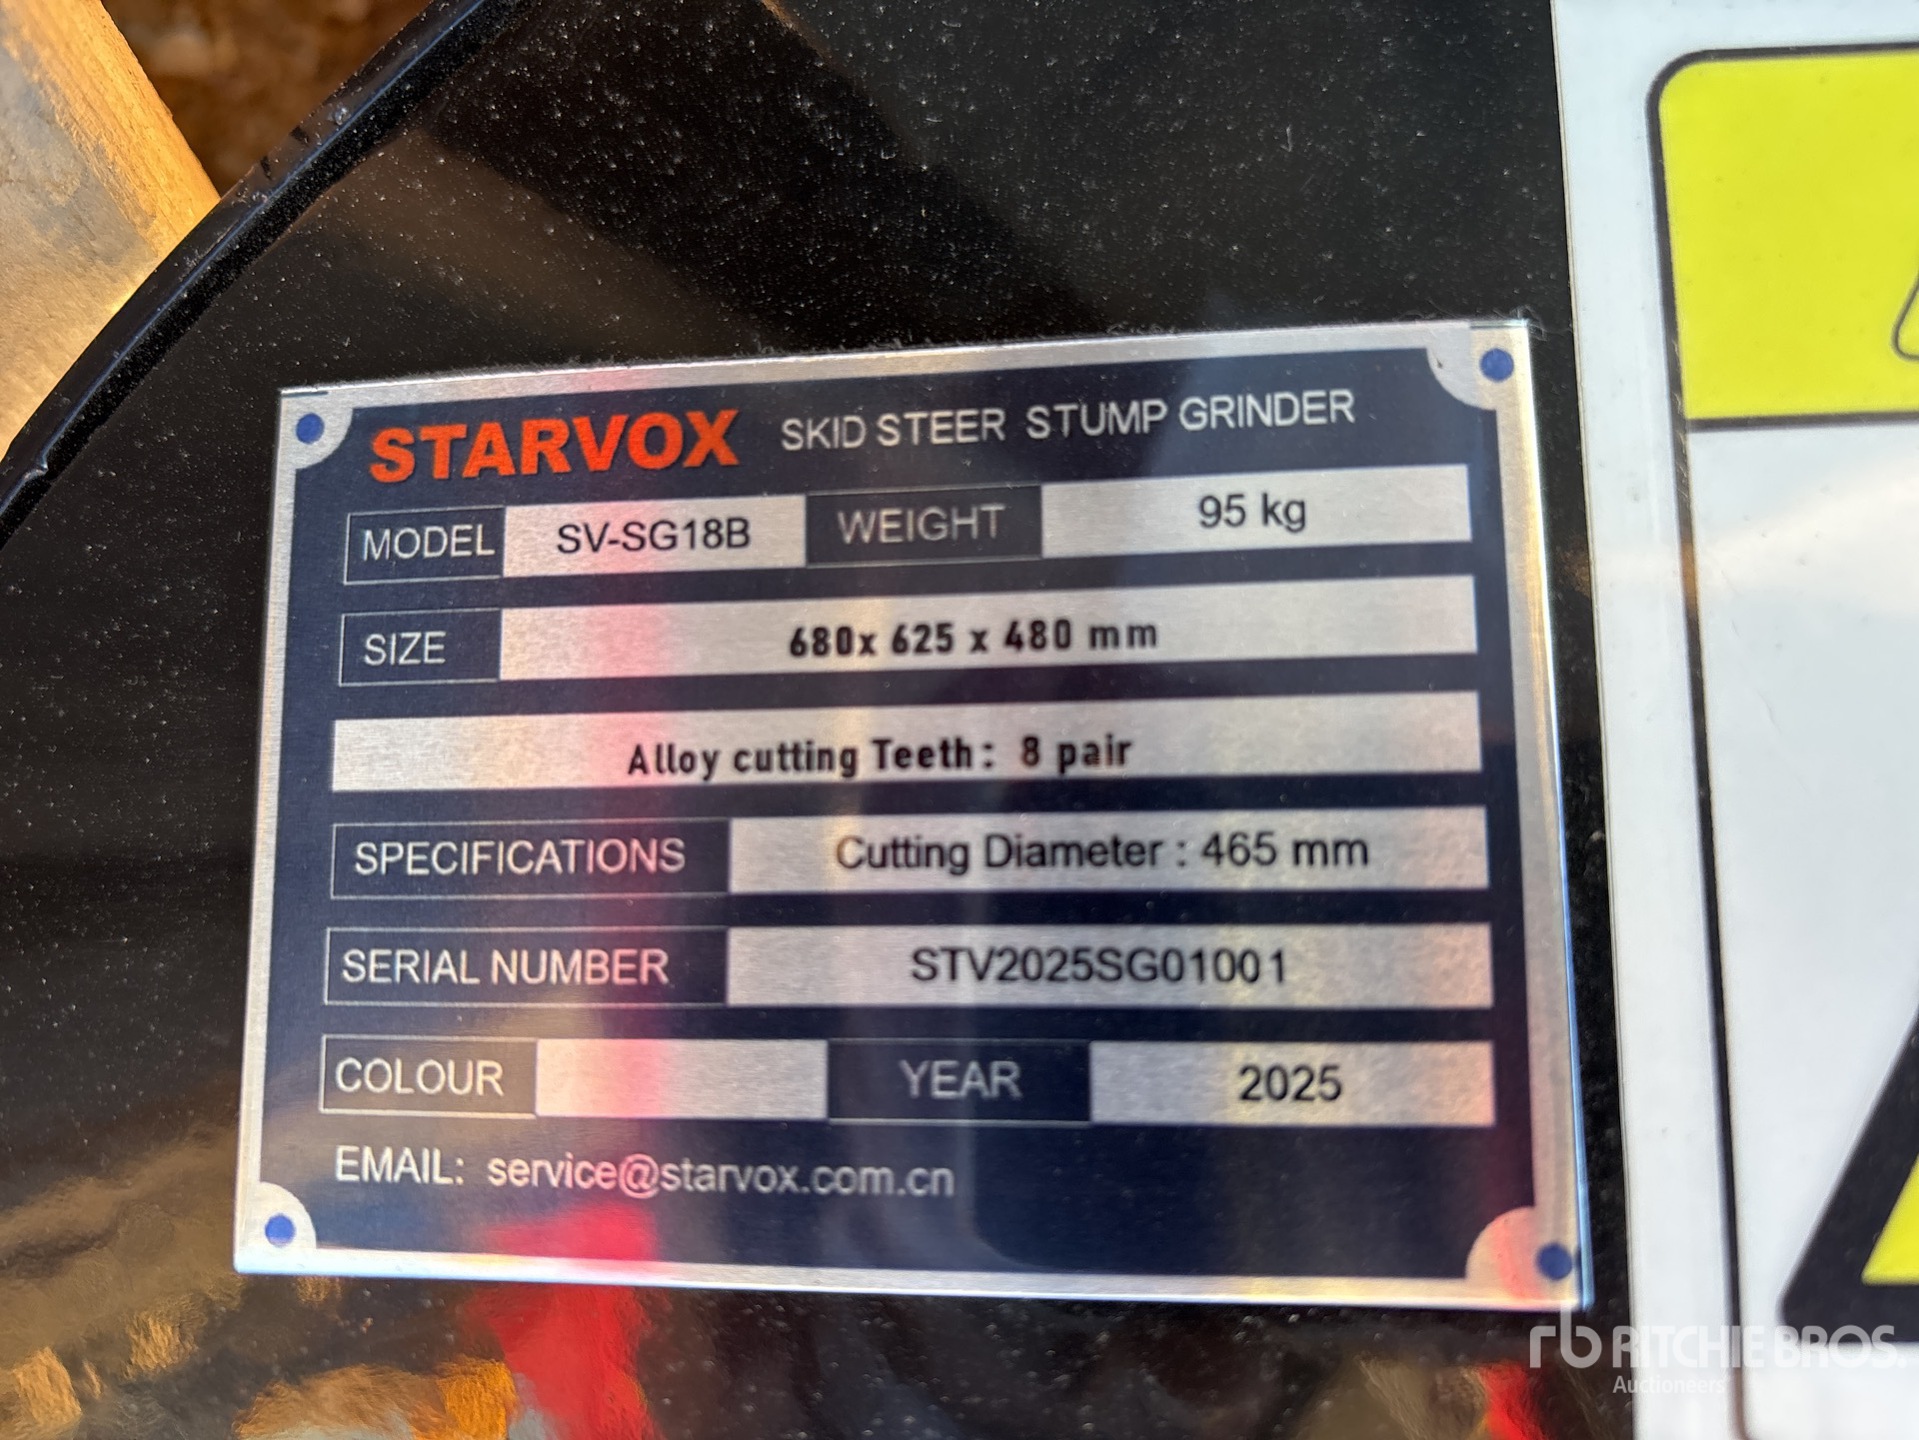 STARVOX SKID STEER STUMP GRINDER
MODEL SV-SG18B WEIGHT 95 kg
SIZE 680x 625 x 480 mm
Alloy cutting Teeth: 8 pair
SPECIFICATIONS Cutting Diameter : 465 mm
SERIAL NUMBER STV2025SG01001
COLOUR YEAR 2025
EMAIL: service@starvox.com.cn
rb RITCHIE BROS.
Auctioneers